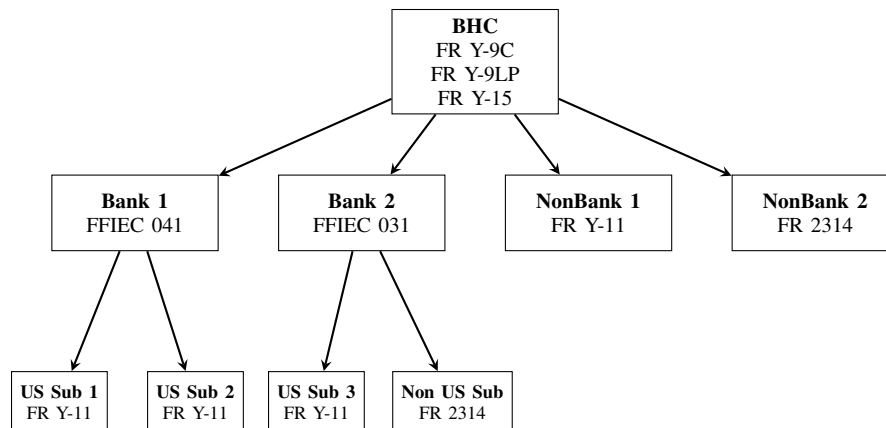 BHC
FR Y-9C
FR Y-9LP
FR Y-15
Bank 1
FFIEC 041
Bank 2
FFIEC 031
NonBank 1
FR Y-11
NonBank 2
FR 2314
US Sub 1
FR Y-11
US Sub 2
FR Y-11
US Sub 3
FR Y-11
Non US Sub
FR 2314